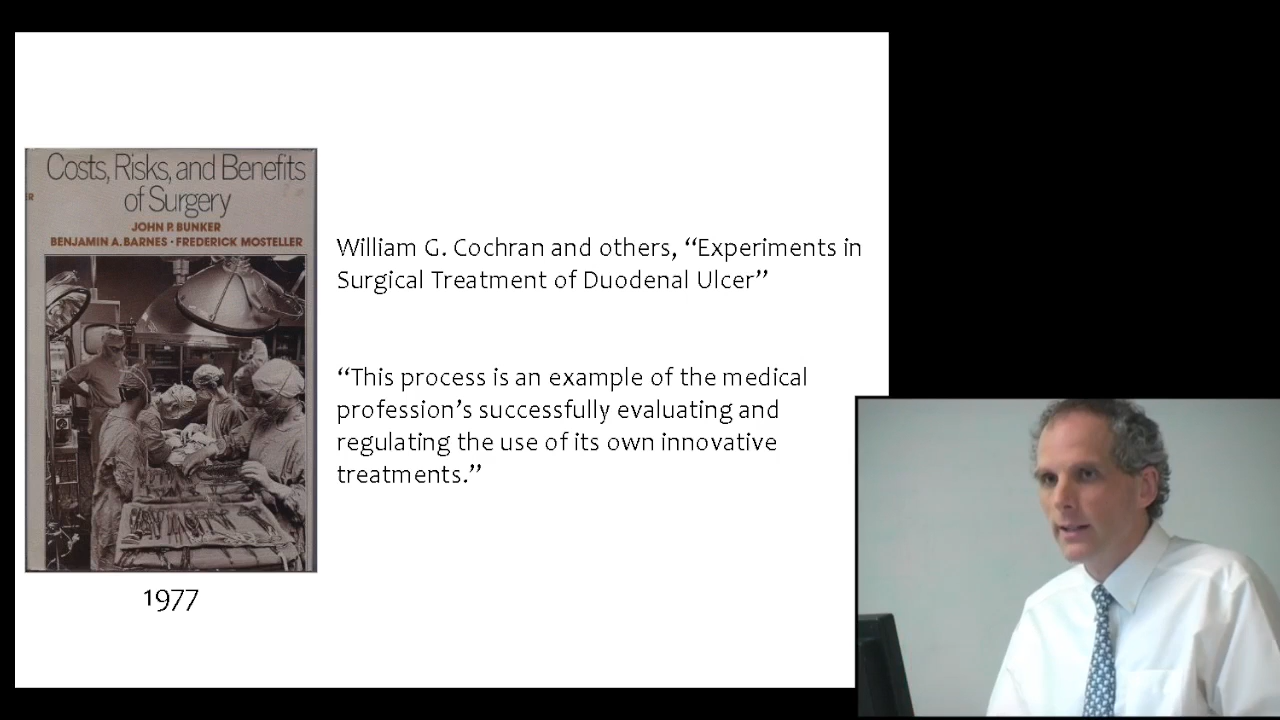 Costs, Risks, and Benefits
of Surgery
R
JOHN P. BUNKER
BENJAMIN A. BARNES · FREDERICK MOSTELLER
William G. Cochran and others, “Experiments in
Surgical Treatment of Duodenal Ulcer”
“This process is an example of the medical
profession’s successfully evaluating and
regulating the use of its own innovative
treatments.”
1977